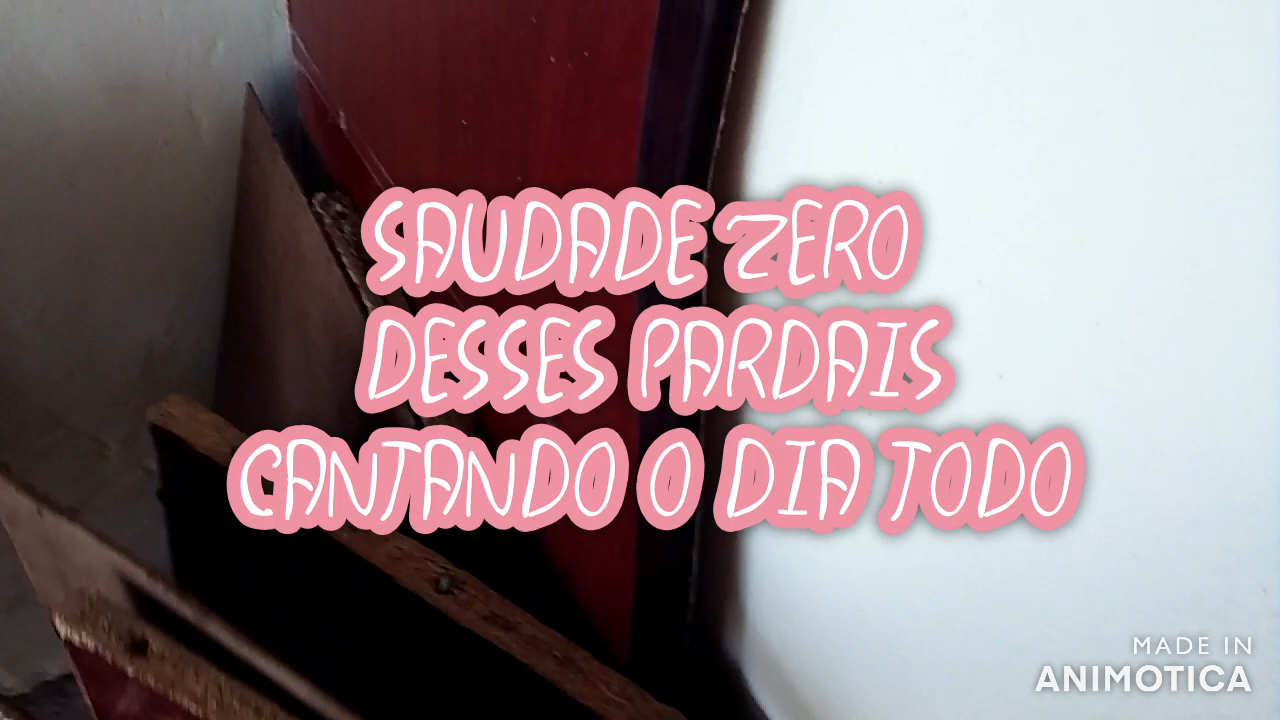 SAUDADE ZERO
DESSES PARDAIS
CANTANDO O DIA TODO
MADE IN
ANIMOTICA